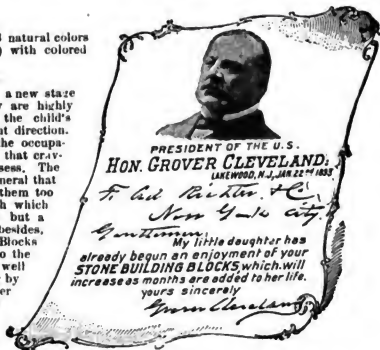 natural colors
) with colored
a new stage
y are highly
the child's
nt direction.
the occupa-
that crav-
sess. The
neral that
them too
h which
but a
besides,
Blocks
o the
well
by
er
PRESIDENT OF THE U.S.
HON. GROVER CLEVELAND.
LAKEWOOD, N.J., JAN 22nd 1893
F. Ad Richter & Co.
New York City.
Gentlemen:
My little daughter has
already begun an enjoyment of your
STONE BUILDING BLOCKS which will
increase as months are added to her life.
yours sincerely
Grover Cleveland